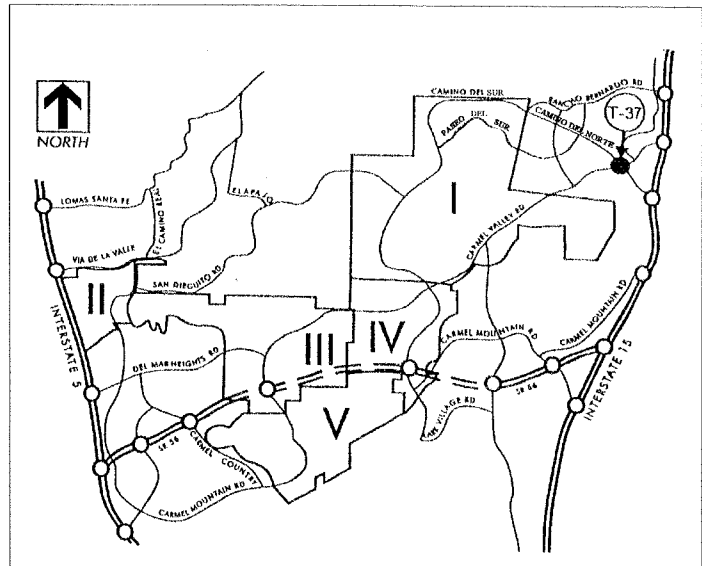 NORTH
CAMINO DEL SUR
RANCHO BERNARDO RD
T-37
CAMINO DEL NORTE
PASEO DEL SUR
LOMAS SANTA FE
EL CAMINO REAL
EL APAJO
I
CARMEL VALLEY RD
VIA DE LA VALLE
SAN DIEGUITO RD
II
INTERSTATE 5
III
IV
CARMEL MOUNTAIN RD
CARMEL MOUNTAIN RD
DEL MAR HEIGHTS RD
V
SR 56
INTERSTATE 15
VILLAGE RD
SR 56
CARMEL COUNTRY
CARMEL MOUNTAIN RD